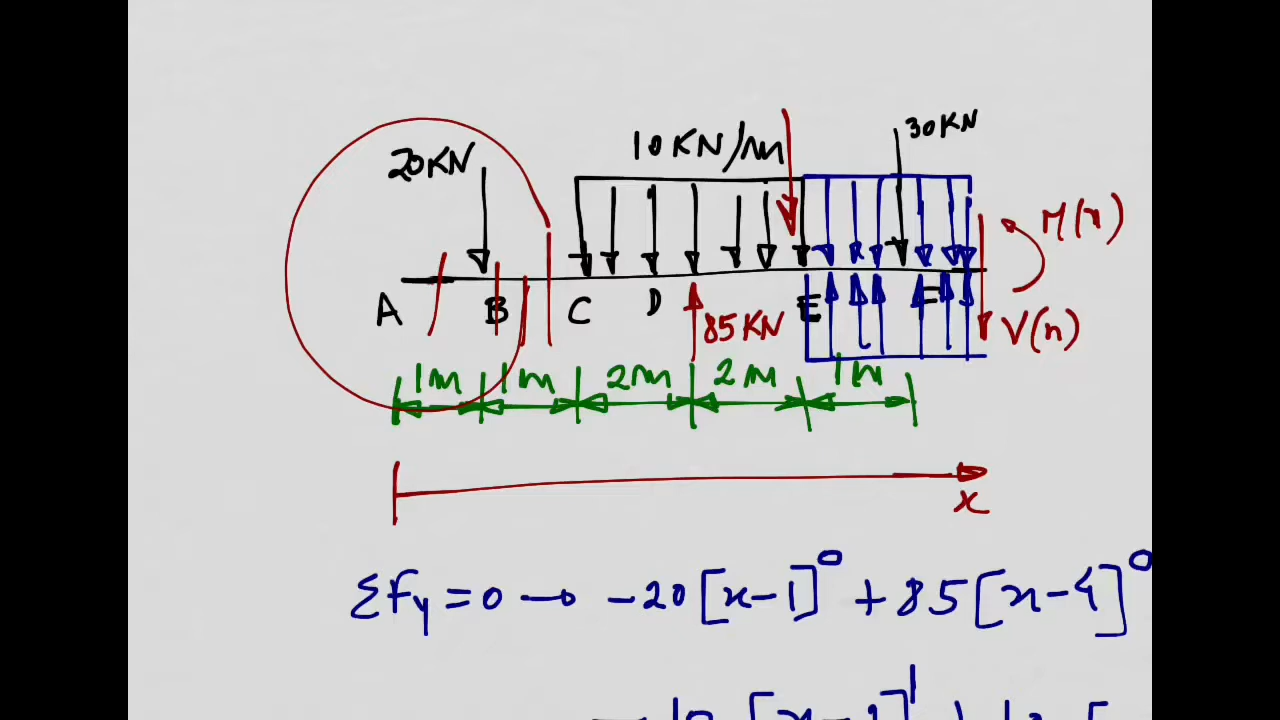 20KN
10KN/m
30KN
M(x)
A B C D 85KN E F
V(x)
1m 1m 2m 2m 1m
x
ΣFy=0 → -20[x-1]⁰ + 85[x-4]⁰